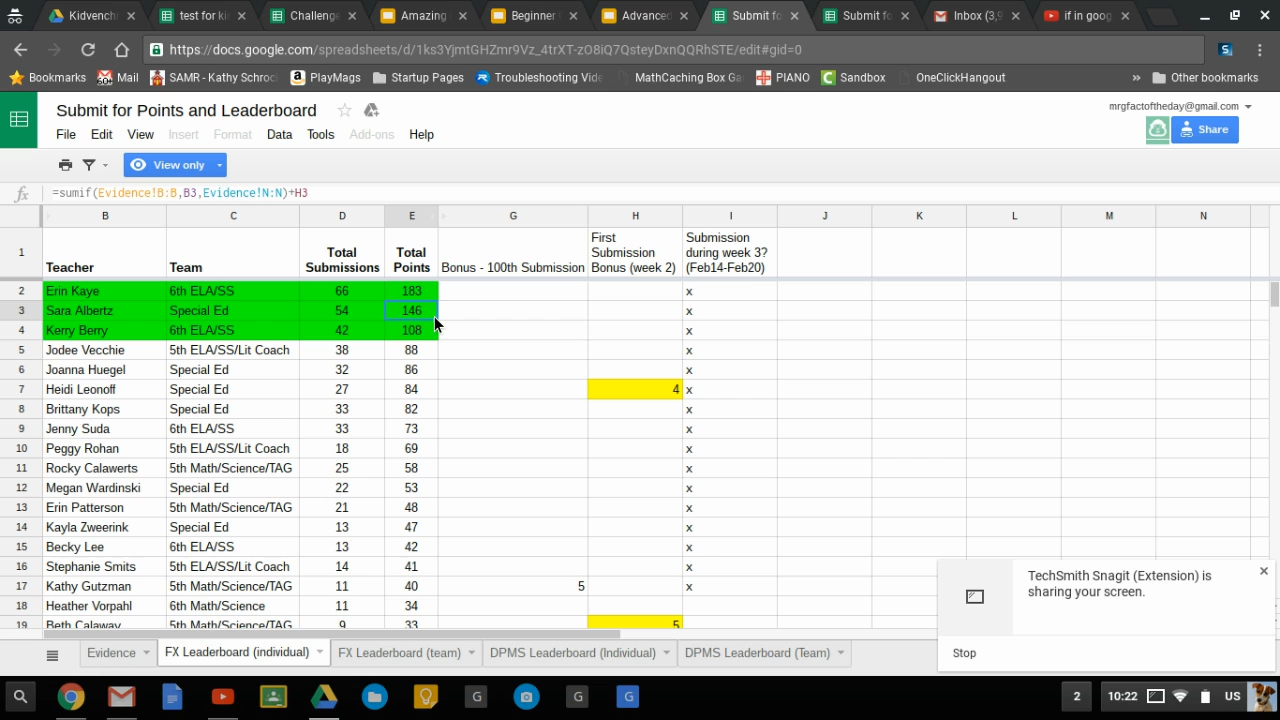 Kidvench
test for ki
Challenge
Amazing
Beginner
Advanced
Submit fo
Submit fo
Inbox (3,9
if in goog
https://docs.google.com/spreadsheets/d/1ks3YjmtGHZmr9Vz_4trXT-zO8iQ7QsteyDxnQQRhSTE/edit#gid=0
Bookmarks Mail SAMR - Kathy Schroc PlayMags Startup Pages Troubleshooting Vide MathCaching Box Ga PIANO Sandbox OneClickHangout » Other bookmarks
Submit for Points and Leaderboard
mrgfactoftheday@gmail.com
File Edit View Insert Format Data Tools Add-ons Help
Share
View only
fx =sumif(Evidence!B:B,B3,Evidence!N:N)+H3
B C D E G H I J K L M N
1 Teacher Team Total Submissions Total Points Bonus - 100th Submission First Submission Bonus (week 2) Submission during week 3? (Feb14-Feb20)
2 Erin Kaye 6th ELA/SS 66 183 x
3 Sara Albertz Special Ed 54 146 x
4 Kerry Berry 6th ELA/SS 42 108 x
5 Jodee Vecchie 5th ELA/SS/Lit Coach 38 88 x
6 Joanna Huegel Special Ed 32 86 x
7 Heidi Leonoff Special Ed 27 84 4 x
8 Brittany Kops Special Ed 33 82 x
9 Jenny Suda 6th ELA/SS 33 73 x
10 Peggy Rohan 5th ELA/SS/Lit Coach 18 69 x
11 Rocky Calawerts 5th Math/Science/TAG 25 58 x
12 Megan Wardinski Special Ed 22 53 x
13 Erin Patterson 5th Math/Science/TAG 21 48 x
14 Kayla Zweerink Special Ed 13 47 x
15 Becky Lee 6th ELA/SS 13 42 x
16 Stephanie Smits 5th ELA/SS/Lit Coach 14 41 x
17 Kathy Gutzman 5th Math/Science/TAG 11 40 5 x
18 Heather Vorpahl 6th Math/Science 11 34
19 Beth Calaway 5th Math/Science/TAG 9 33 5
TechSmith Snagit (Extension) is
sharing your screen.
Stop
Evidence FX Leaderboard (individual) FX Leaderboard (team) DPMS Leaderboard (Individual) DPMS Leaderboard (Team)
G G G
2 10:22 US